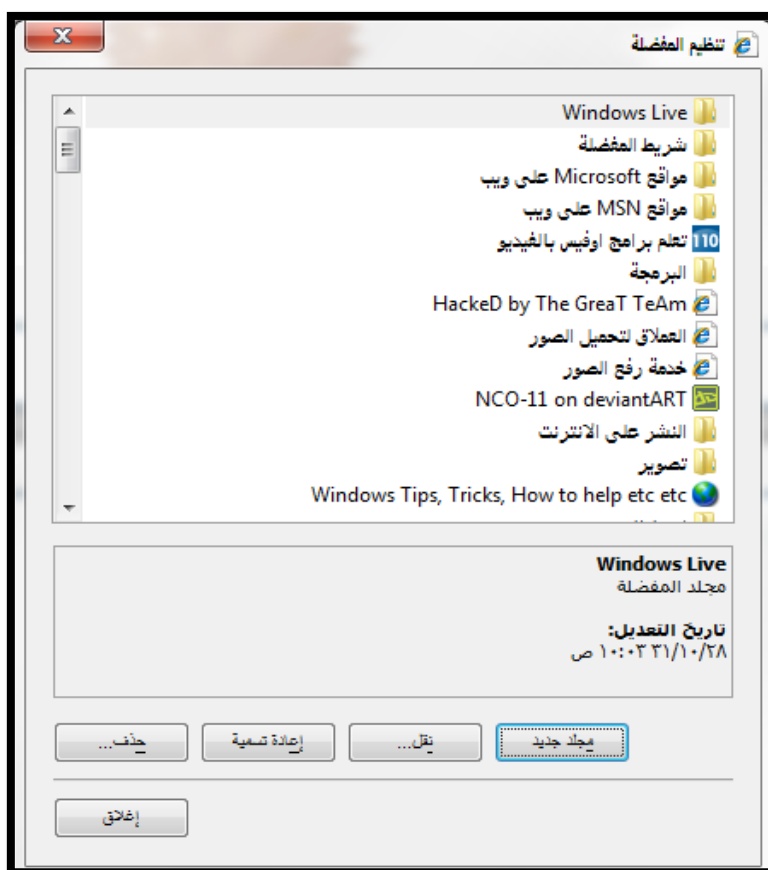 تنظيم المفضلة
Windows Live
شريط المفضلة
مواقع Microsoft على ويب
مواقع MSN على ويب
110 تعلم برامج اوفيس بالفيديو
البرمجة
HackeD by The GreaT TeAm
العملاق لتحميل الصور
خدمة رفع الصور
NCO-11 on deviantART
النشر على الانترنت
تصوير
Windows Tips, Tricks, How to help etc etc
Windows Live
مجلد المفضلة
تاريخ التعديل:
٣١/١٠/٢٨ ١٠:٠٣ ص
مجلد جديد
نقل...
إعادة تسمية
حذف...
إغلاق